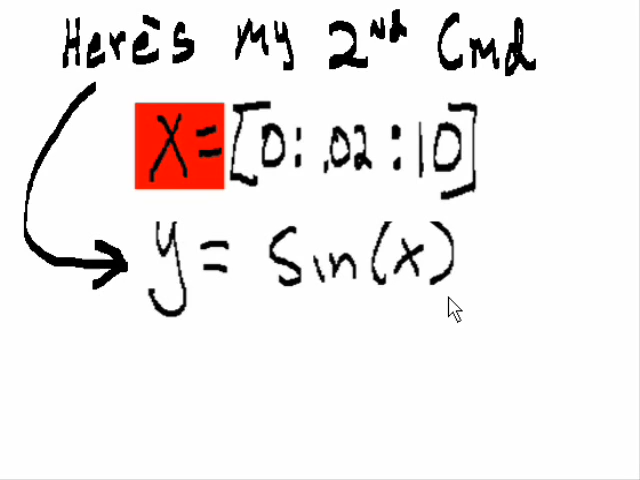 Here's my 2nd Cmd
x= [0: .02 :10]
y= Sin(x)